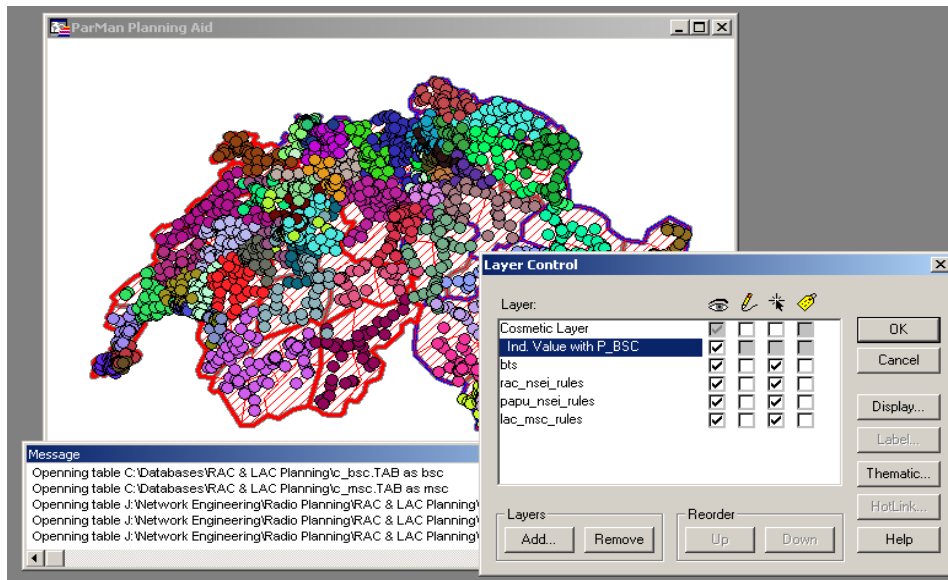 ParMan Planning Aid
Layer Control
Layer:
Cosmetic Layer
Ind. Value with P_BSC
bts
rac_nsei_rules
papu_nsei_rules
lac_msc_rules
OK
Cancel
Display...
Label...
Thematic...
HotLink...
Help
Layers
Add...
Remove
Reorder
Up
Down
Message
Openning table C:\Databases\RAC & LAC Planning\c_bsc.TAB as bsc
Openning table C:\Databases\RAC & LAC Planning\c_msc.TAB as msc
Openning table J:\Network Engineering\Radio Planning\RAC & LAC Planning\
Openning table J:\Network Engineering\Radio Planning\RAC & LAC Planning\
Openning table J:\Network Engineering\Radio Planning\RAC & LAC Planning\